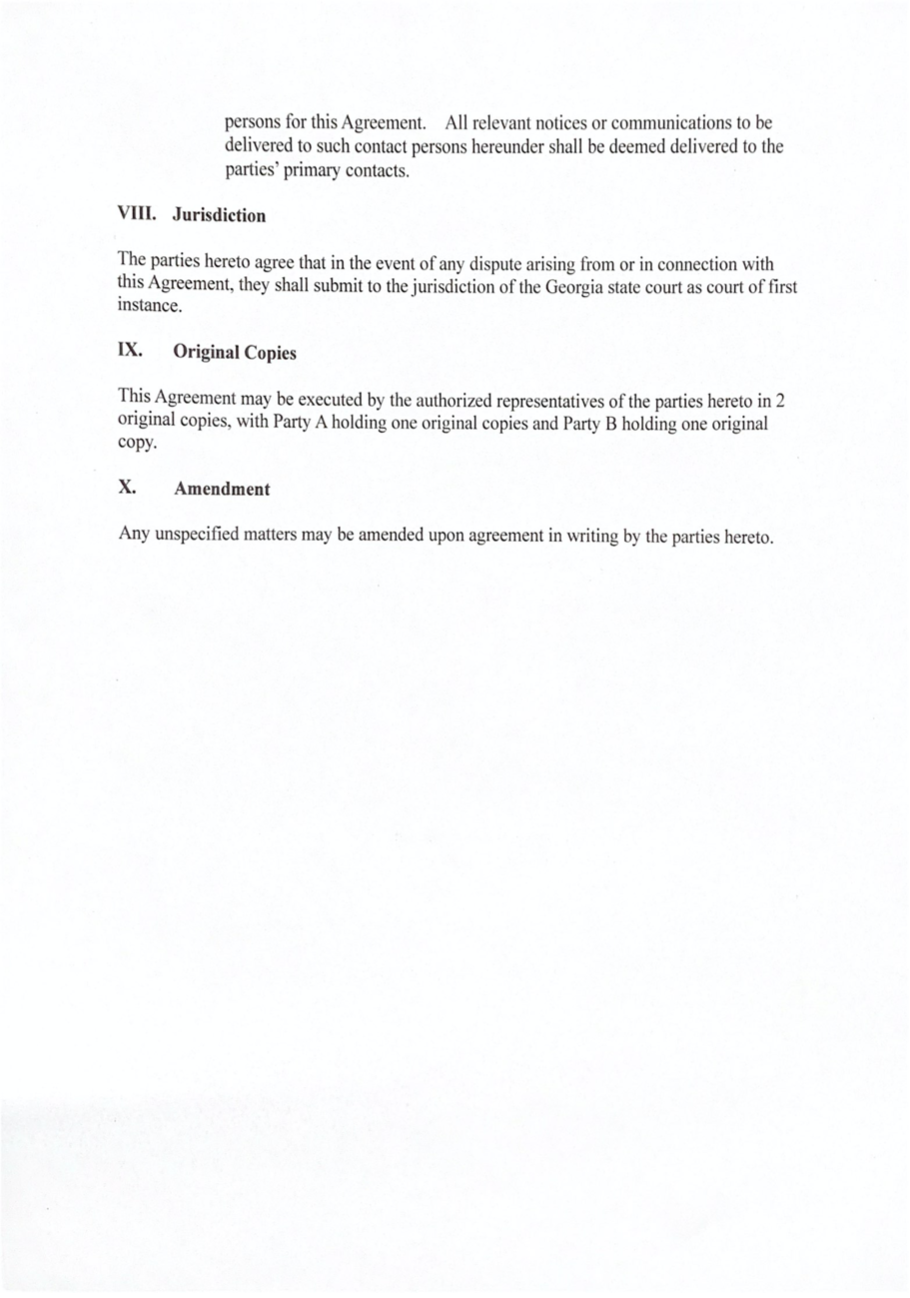 persons for this Agreement. All relevant notices or communications to be
delivered to such contact persons hereunder shall be deemed delivered to the
parties' primary contacts.
VIII. Jurisdiction
The parties hereto agree that in the event of any dispute arising from or in connection with
this Agreement, they shall submit to the jurisdiction of the Georgia state court as court of first
instance.
IX. Original Copies
This Agreement may be executed by the authorized representatives of the parties hereto in 2
original copies, with Party A holding one original copies and Party B holding one original
copy.
X. Amendment
Any unspecified matters may be amended upon agreement in writing by the parties hereto.